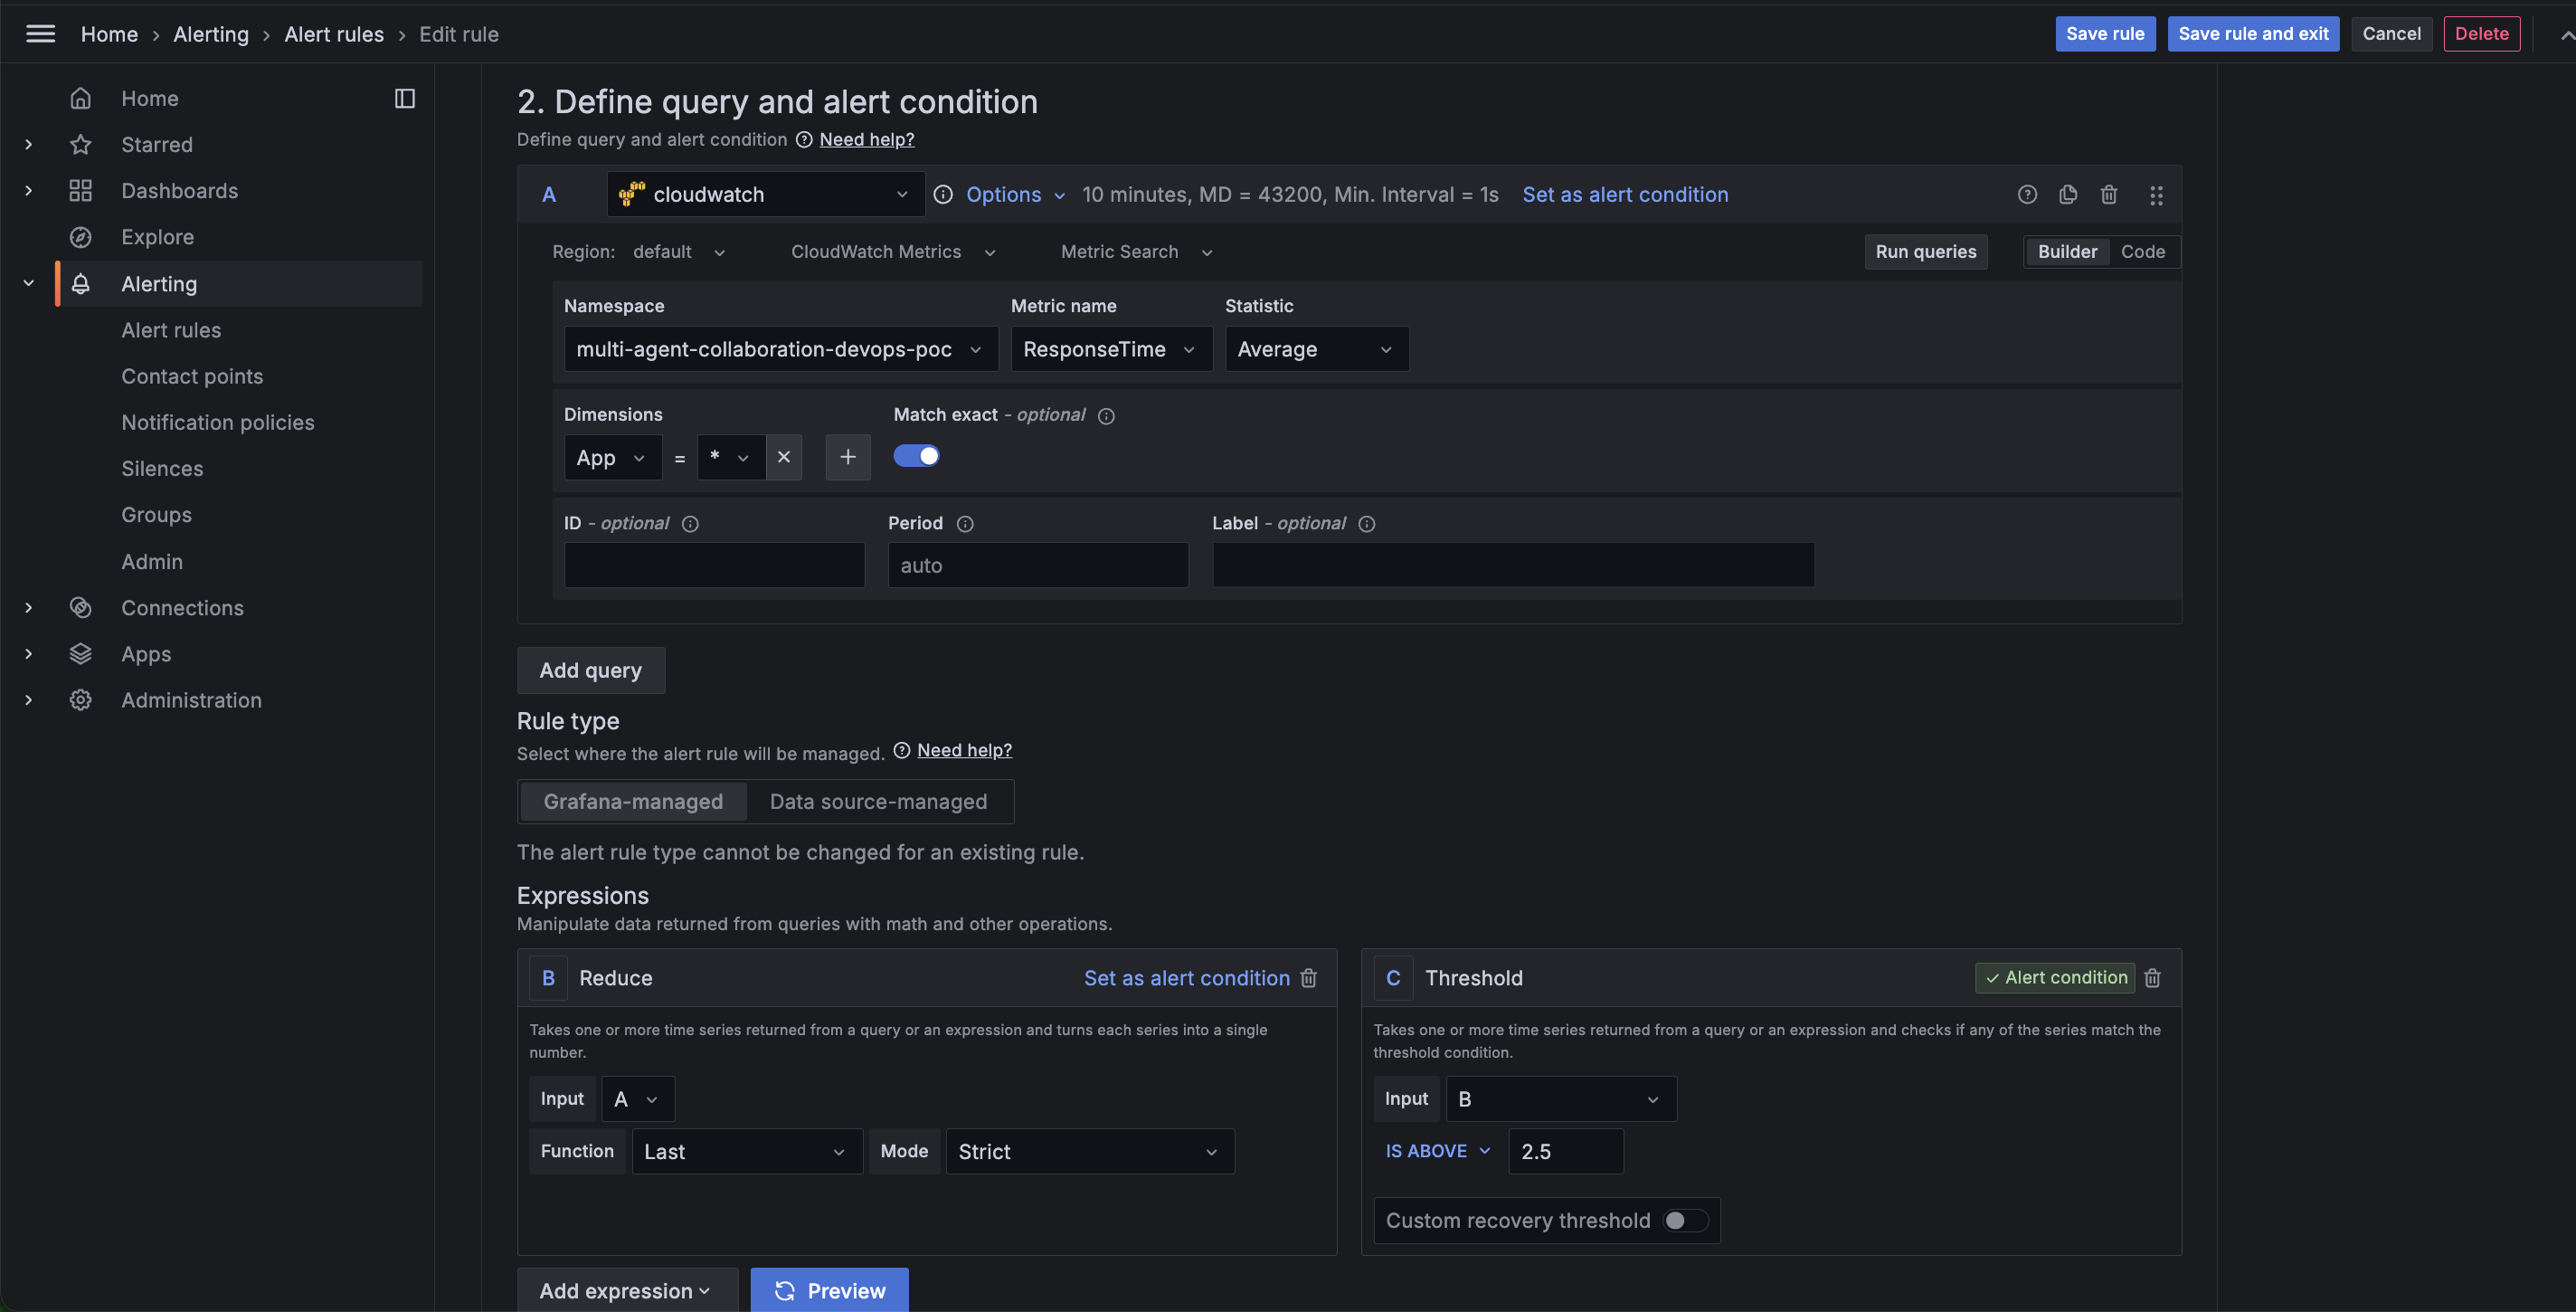 Home › Alerting › Alert rules › Edit rule
Save rule
Save rule and exit
Cancel
Delete
Home
Starred
Dashboards
Explore
Alerting
Alert rules
Contact points
Notification policies
Silences
Groups
Admin
Connections
Apps
Administration
2. Define query and alert condition
Define query and alert condition Need help?
A cloudwatch Options 10 minutes, MD = 43200, Min. Interval = 1s Set as alert condition
Region: default CloudWatch Metrics Metric Search Run queries Builder Code
Namespace Metric name Statistic
multi-agent-collaboration-devops-poc ResponseTime Average
Dimensions Match exact - optional
App = *
ID - optional Period Label - optional
auto
Add query
Rule type
Select where the alert rule will be managed. Need help?
Grafana-managed Data source-managed
The alert rule type cannot be changed for an existing rule.
Expressions
Manipulate data returned from queries with math and other operations.
B Reduce Set as alert condition
Takes one or more time series returned from a query or an expression and turns each series into a single
number.
Input A
Function Last Mode Strict
C Threshold Alert condition
Takes one or more time series returned from a query or an expression and checks if any of the series match the
threshold condition.
Input B
IS ABOVE 2.5
Custom recovery threshold
Add expression Preview